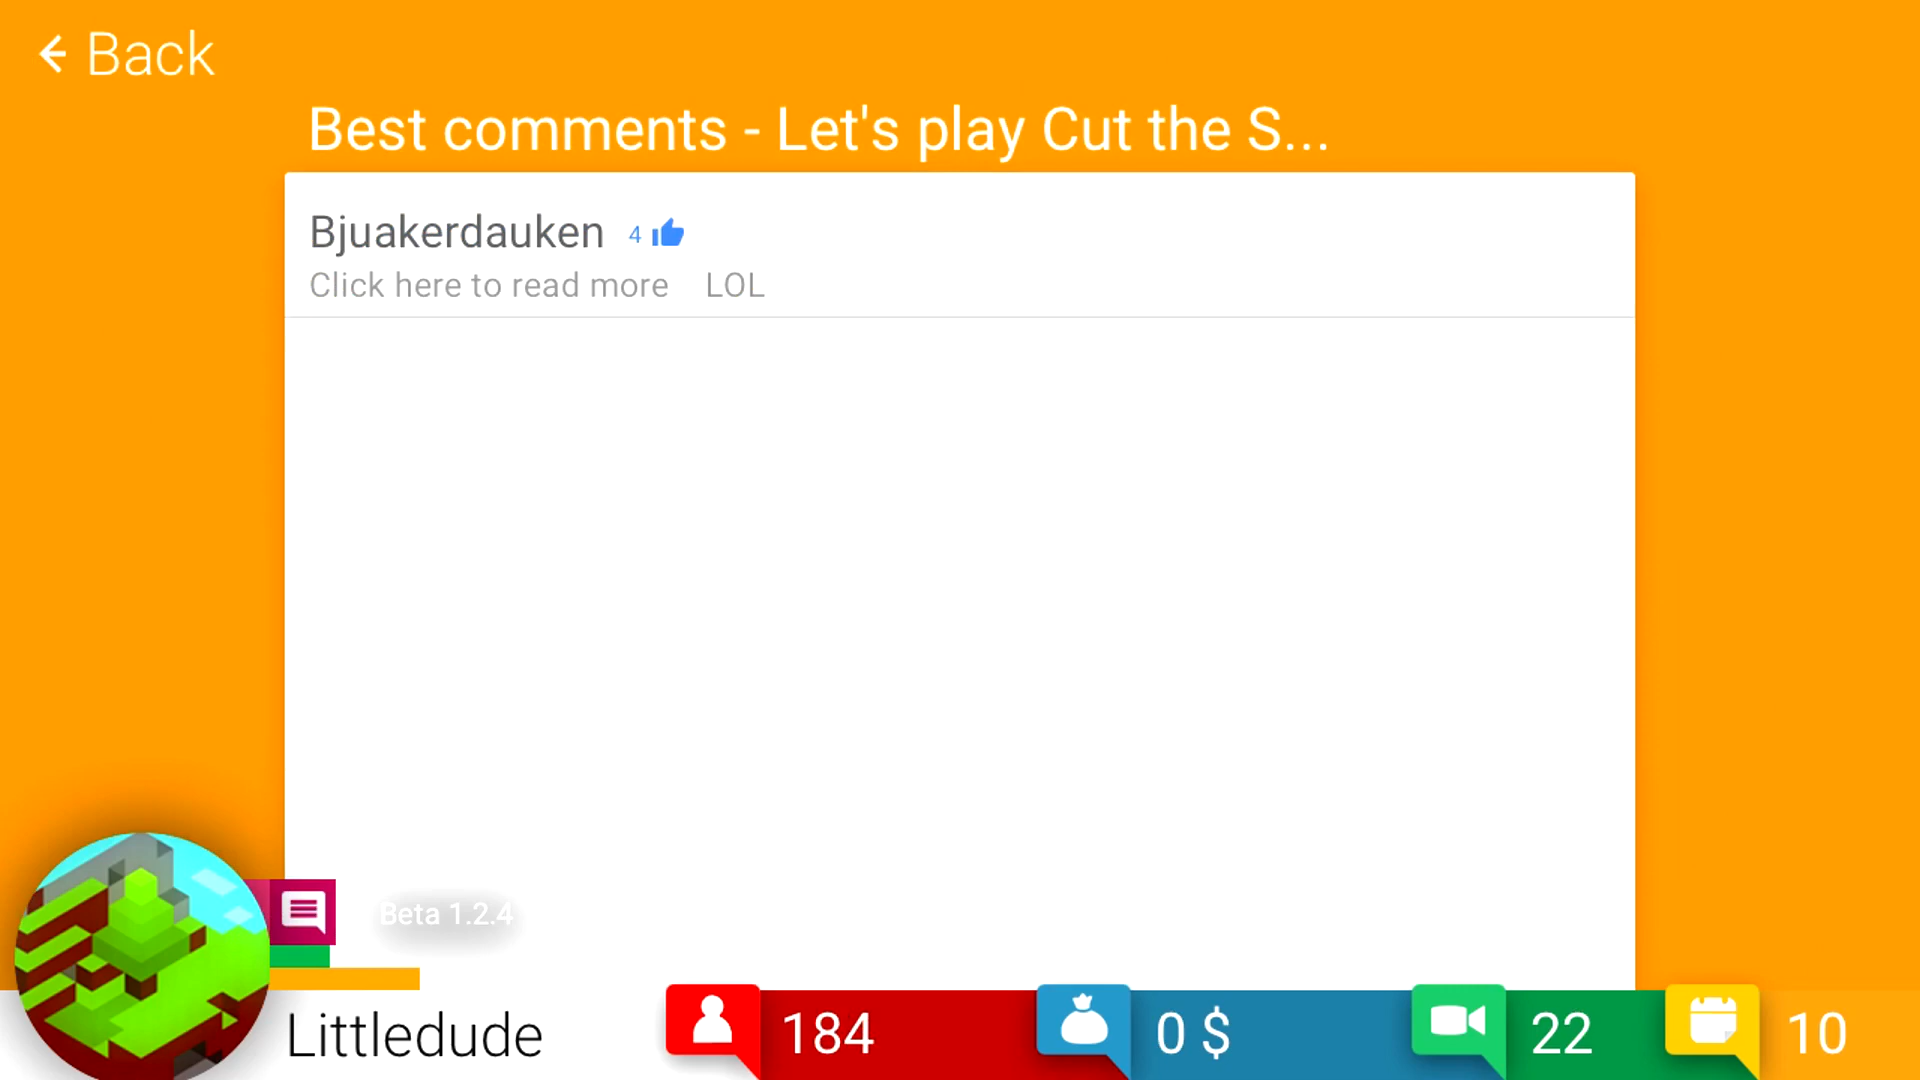 Back
Best comments - Let's play Cut the S...
Bjuakerdauken 4
Click here to read more LOL
Beta 1.2.4
Littledude 184 0 $ 22 10